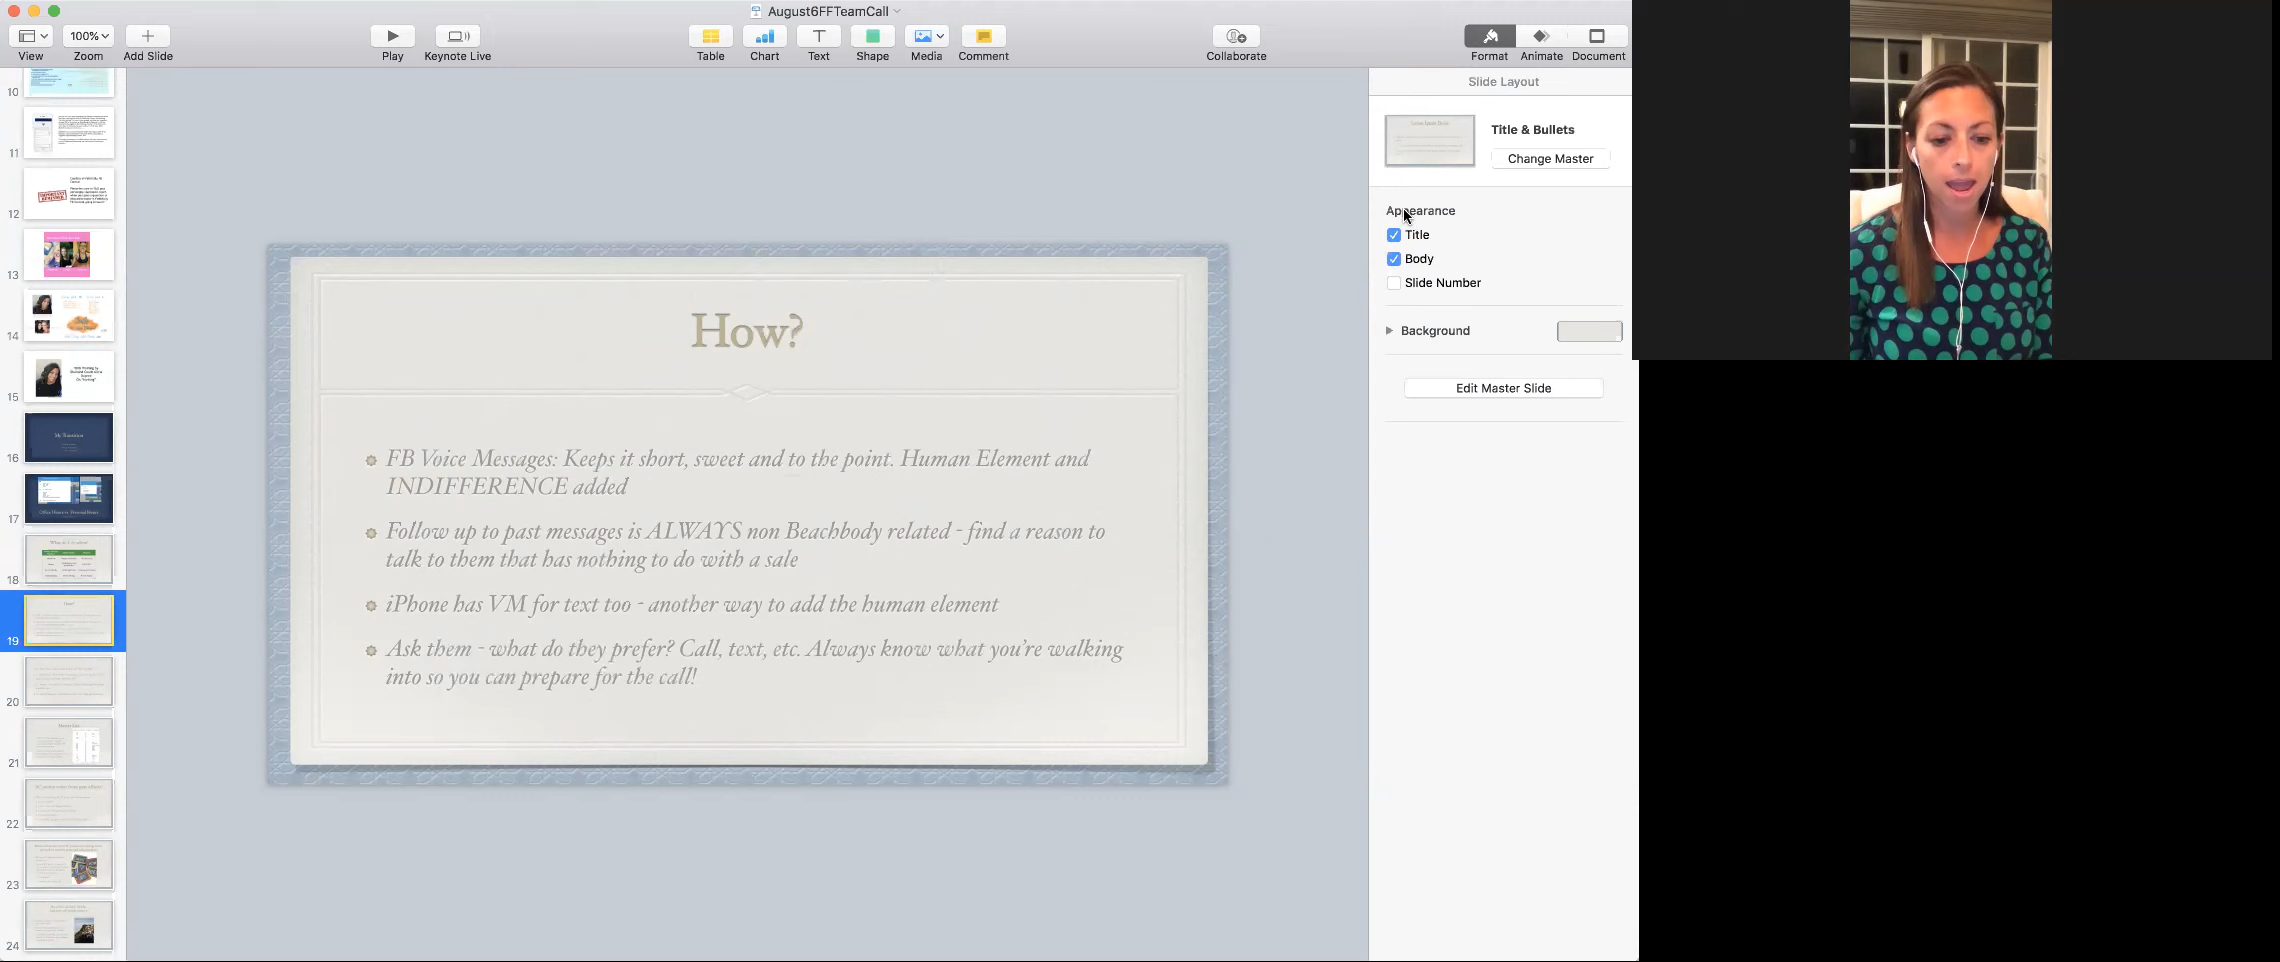 August6FFTeamCall
100%
View
Zoom
Add Slide
Play
Keynote Live
Table
Chart
Text
Shape
Media
Comment
Collaborate
Format
Animate
Document
Slide Layout
Title & Bullets
Change Master
Appearance
Title
Body
Slide Number
Background
Edit Master Slide
10
11
12
13
14
15
16
My Transition
17
18
19
20
21
22
23
24
How?
FB Voice Messages: Keeps it short, sweet and to the point. Human Element and
INDIFFERENCE added
Follow up to past messages is ALWAYS non Beachbody related - find a reason to
talk to them that has nothing to do with a sale
iPhone has VM for text too - another way to add the human element
Ask them - what do they prefer? Call, text, etc. Always know what you're walking
into so you can prepare for the call!